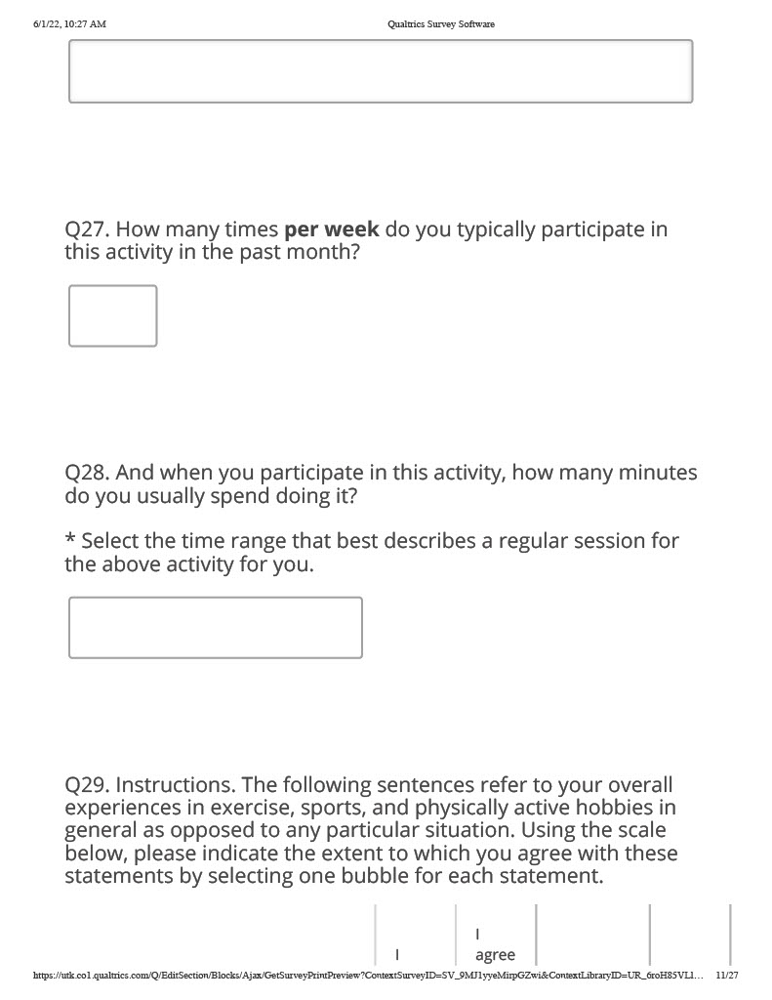 6/1/22, 10:27 AM
Qualtrics Survey Software
Q27. How many times per week do you typically participate in
this activity in the past month?
Q28. And when you participate in this activity, how many minutes
do you usually spend doing it?
* Select the time range that best describes a regular session for
the above activity for you.
Q29. Instructions. The following sentences refer to your overall
experiences in exercise, sports, and physically active hobbies in
general as opposed to any particular situation. Using the scale
below, please indicate the extent to which you agree with these
statements by selecting one bubble for each statement.
I
I
agree
https://utk.co1.qualtrics.com/Q/EditSection/Blocks/Ajax/GetSurveyPrintPreview?ContextSurveyID=SV_9MJ1yyeMirpGZwi&ContextLibraryID=UR_6roH85VLl…
11/27